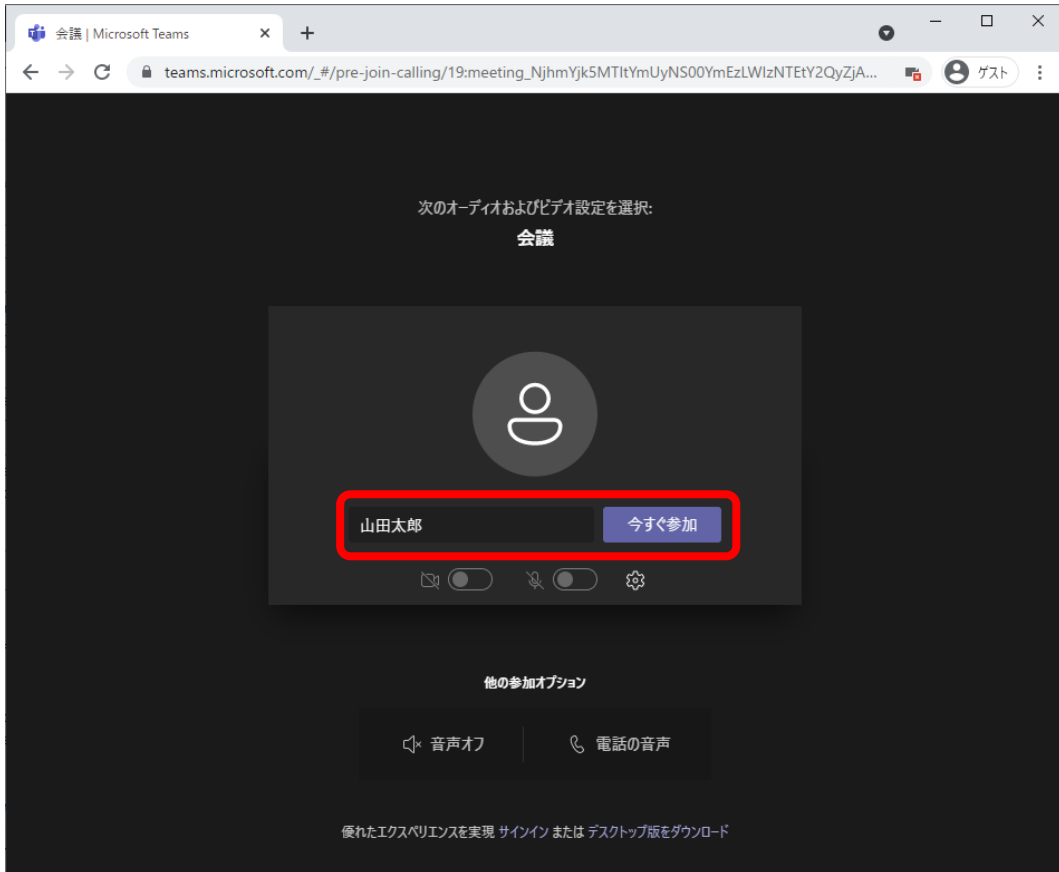 会議 | Microsoft Teams
teams.microsoft.com/_#/pre-join-calling/19:meeting_NjhmYjk5MTItYmUyNS00YmEzLWIzNTEtY2QyZjA...
ゲスト
次のオーディオおよびビデオ設定を選択:
会議
山田太郎
今すぐ参加
他の参加オプション
音声オフ
電話の音声
優れたエクスペリエンスを実現 サインイン または デスクトップ版をダウンロード